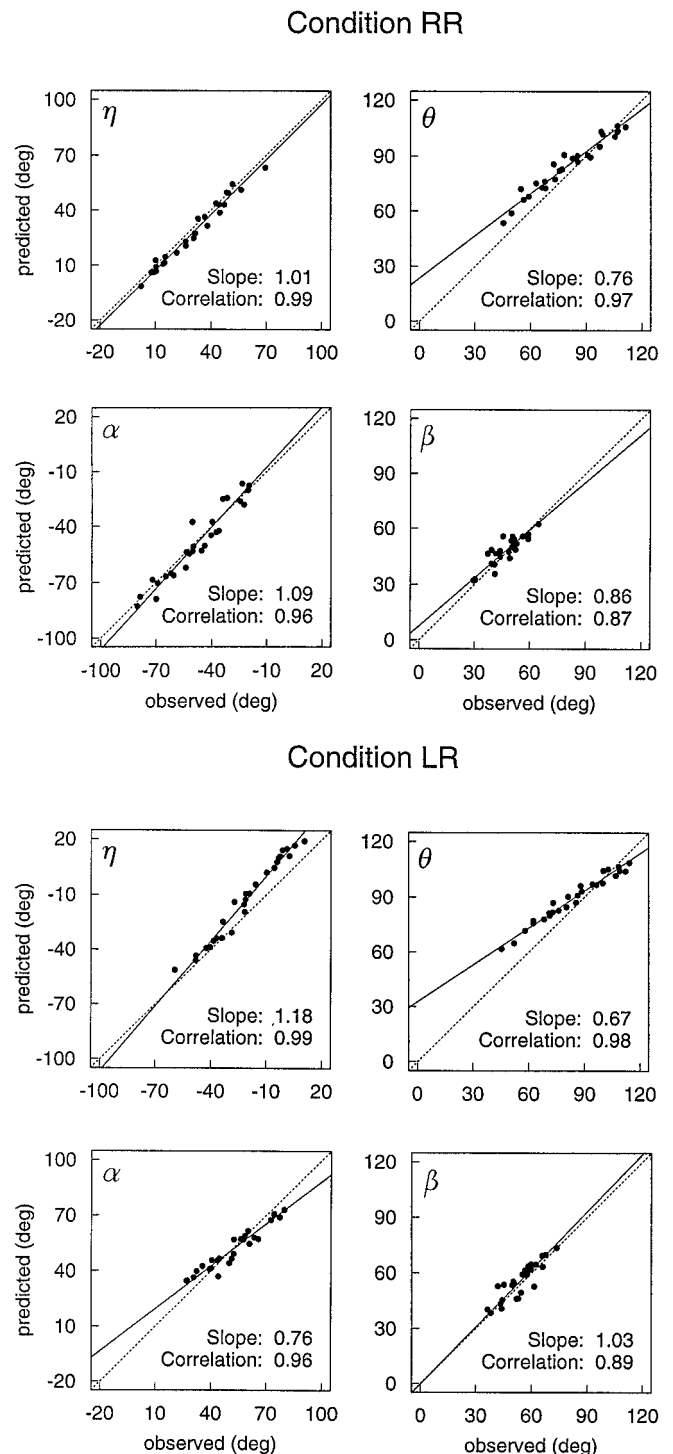 Condition RR
η
100
70
40
10
-20
predicted (deg)
Slope: 1.01
Correlation: 0.99
-20 10 40 70 100
θ
120
90
60
30
0
Slope: 0.76
Correlation: 0.97
0 30 60 90 120
α
20
-10
-40
-70
-100
predicted (deg)
Slope: 1.09
Correlation: 0.96
-100 -70 -40 -10 20
observed (deg)
β
120
90
60
30
0
Slope: 0.86
Correlation: 0.87
0 30 60 90 120
observed (deg)
Condition LR
η
20
-10
-40
-70
-100
predicted (deg)
Slope: 1.18
Correlation: 0.99
-100 -70 -40 -10 20
θ
120
90
60
30
0
Slope: 0.67
Correlation: 0.98
0 30 60 90 120
α
100
70
40
10
-20
predicted (deg)
Slope: 0.76
Correlation: 0.96
-20 10 40 70 100
observed (deg)
β
120
90
60
30
0
Slope: 1.03
Correlation: 0.89
0 30 60 90 120
observed (deg)